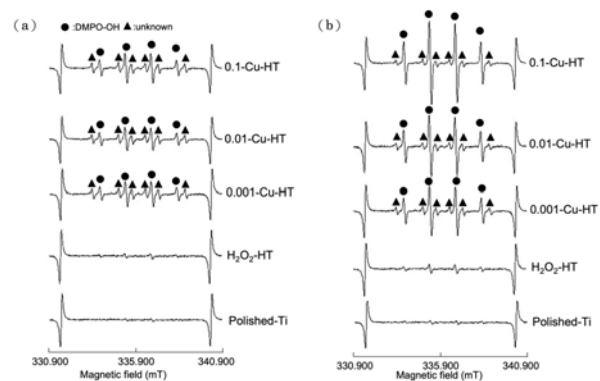 (a)
●:DMPO-OH ▲:unknown
0.1-Cu-HT
0.01-Cu-HT
0.001-Cu-HT
H₂O₂-HT
Polished-Ti
330.900 335.900 340.900
Magnetic field (mT)
(b)
0.1-Cu-HT
0.01-Cu-HT
0.001-Cu-HT
H₂O₂-HT
Polished-Ti
330.900 335.900 340.900
Magnetic field (mT)